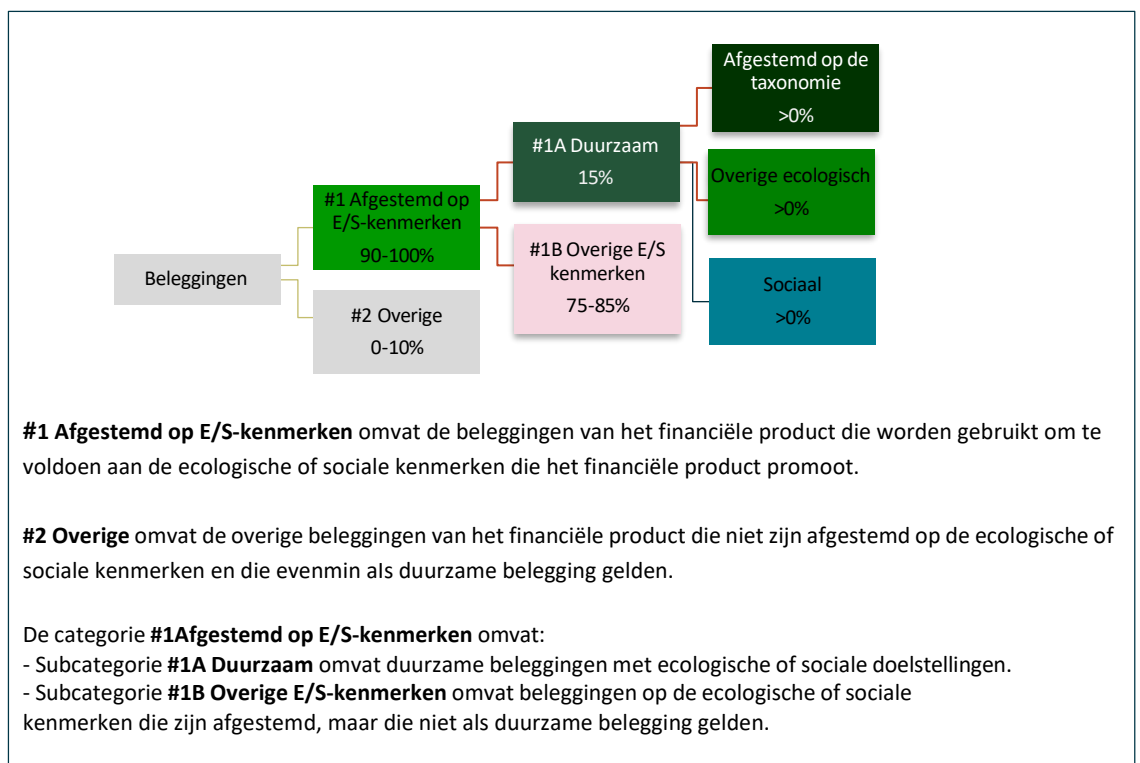 Afgestemd op de
taxonomie
>0%
#1A Duurzaam
15%
Overige ecologisch
>0%
#1 Afgestemd op
E/S-kenmerken
90-100%
#1B Overige E/S
kenmerken
75-85%
Beleggingen
Sociaal
>0%
#2 Overige
0-10%
#1 Afgestemd op E/S-kenmerken omvat de beleggingen van het financiële product die worden gebruikt om te
voldoen aan de ecologische of sociale kenmerken die het financiële product promoot.
#2 Overige omvat de overige beleggingen van het financiële product die niet zijn afgestemd op de ecologische of
sociale kenmerken en die evenmin als duurzame belegging gelden.
De categorie #1Afgestemd op E/S-kenmerken omvat:
- Subcategorie #1A Duurzaam omvat duurzame beleggingen met ecologische of sociale doelstellingen.
- Subcategorie #1B Overige E/S-kenmerken omvat beleggingen op de ecologische of sociale
kenmerken die zijn afgestemd, maar die niet als duurzame belegging gelden.